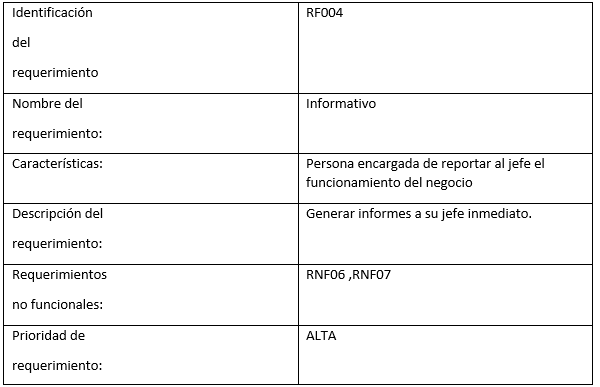 Identificación
RF004
del
requerimiento
Nombre del
Informativo
requerimiento:
Características:
Persona encargada de reportar al jefe el
funcionamiento del negocio
Descripción del
Generar informes a su jefe inmediato.
requerimiento:
Requerimientos
RNF06 ,RNF07
no funcionales:
Prioridad de
ALTA
requerimiento: